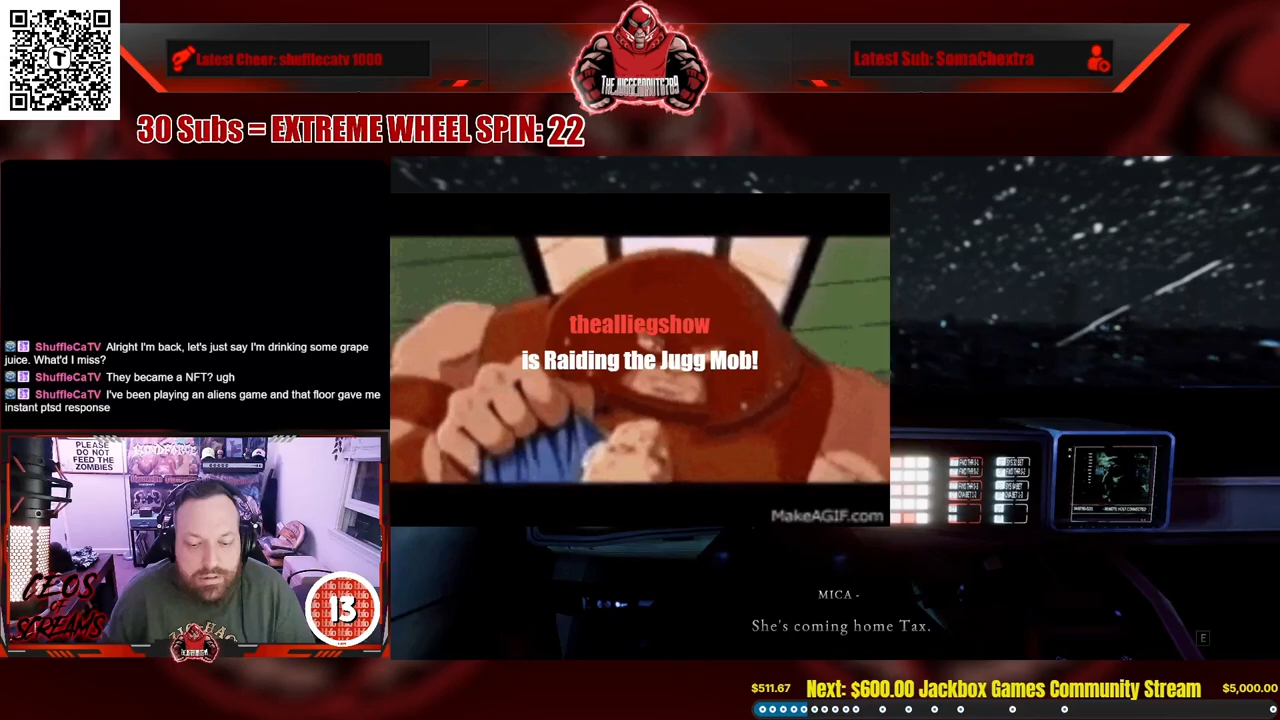 Latest Cheer: shufflecatv 1000
THEJUGGERNAUT6789
Latest Sub: SomaChextra
30 Subs = EXTREME WHEEL SPIN: 22
thealliegshow
is Raiding the Jugg Mob!
MakeAGIF.com
ShuffleCaTV Alright I'm back, let's just say I'm drinking some grape
juice. What'd I miss?
ShuffleCaTV They became a NFT? ugh
ShuffleCaTV I've been playing an aliens game and that floor gave me
instant ptsd response
PLEASE
DO NOT
FEED THE
ZOMBIES
CEOS
OF
SCREAMS
13
MICA -
She's coming home Tax.
E
$511.67
Next: $600.00 Jackbox Games Community Stream
$5,000.00